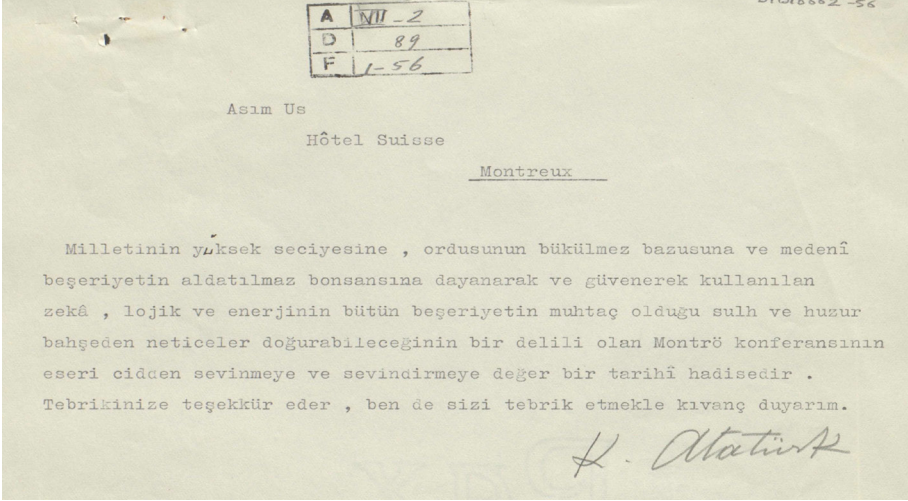 A VII-2
D 89
F 1-56
Asım Us
Hôtel Suisse
Montreux
Milletinin yüksek seciyesine , ordusunun bükülmez bazusuna ve medenî
beşeriyetin aldatılmaz bonsansına dayanarak ve güvenerek kullanılan
zekâ , lojik ve enerjinin bütün beşeriyetin muhtaç olduğu sulh ve huzur
bahşeden neticeler doğurabileceğinin bir delili olan Montrö konferansının
eseri cidden sevinmeye ve sevindirmeye değer bir tarihî hadisedir .
Tebrikinize teşekkür eder , ben de sizi tebrik etmekle kıvanç duyarım.
K. Atatürk